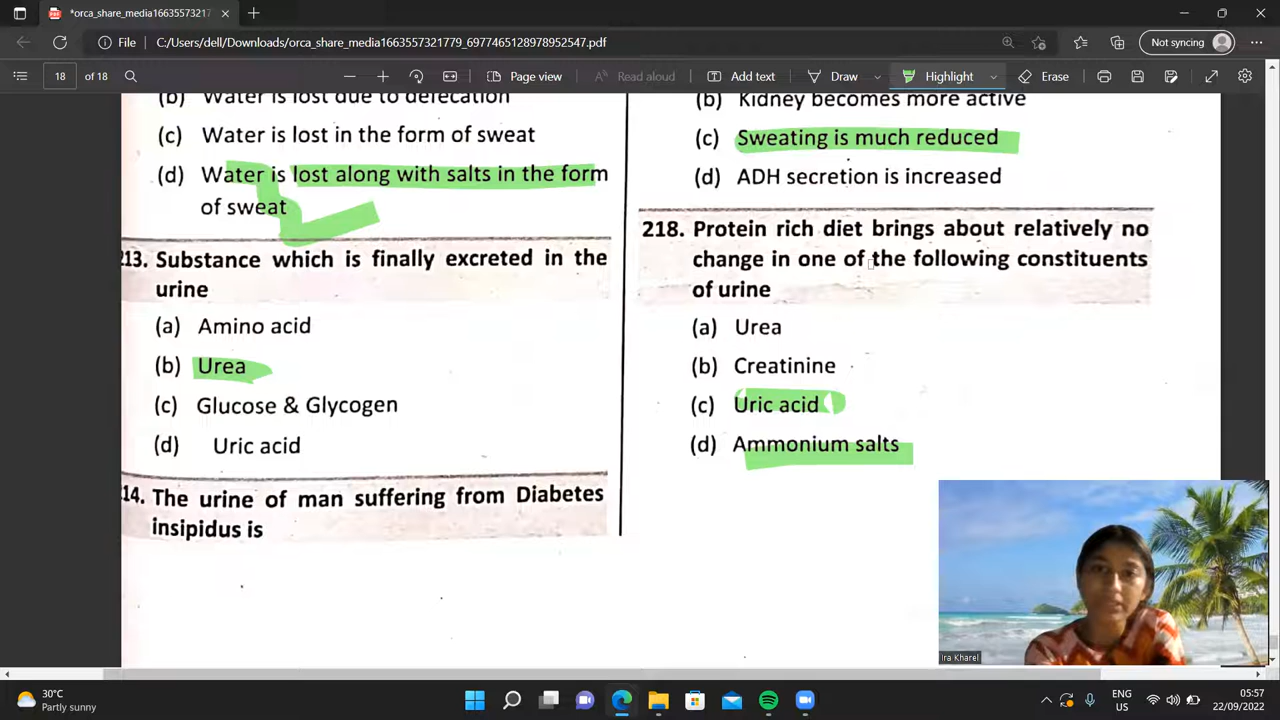 *orca_share_media1663557321
File
C:/Users/dell/Downloads/orca_share_media1663557321779_6977465128978952547.pdf
Not syncing
18 of 18
Page view
Read aloud
Add text
Draw
Highlight
Erase
(b) Water is lost due to defecation
(c) Water is lost in the form of sweat
(d) Water is lost along with salts in the form
of sweat
213. Substance which is finally excreted in the
urine
(a) Amino acid
(b) Urea
(c) Glucose & Glycogen
(d) Uric acid
14. The urine of man suffering from Diabetes
insipidus is
(b) Kidney becomes more active
(c) Sweating is much reduced
(d) ADH secretion is increased
218. Protein rich diet brings about relatively no
change in one of the following constituents
of urine
(a) Urea
(b) Creatinine
(c) Uric acid
(d) Ammonium salts
Ira Kharel
30°C
Partly sunny
ENG
US
05:57
22/09/2022